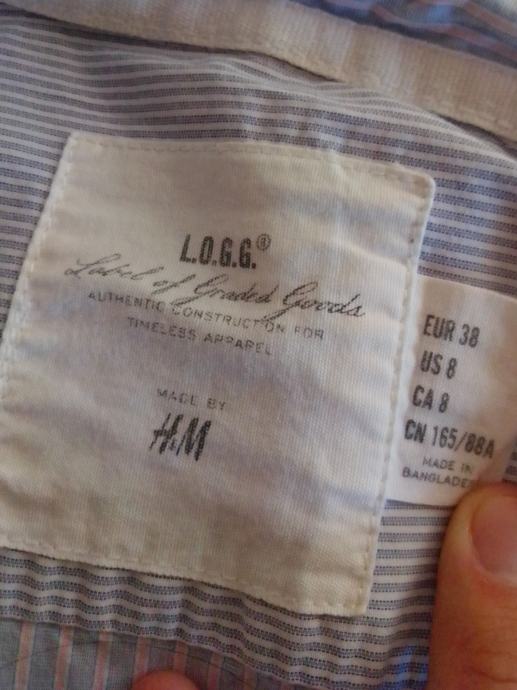 L.O.G.G.®
Label of Graded Goods
AUTHENTIC CONSTRUCTION FOR
TIMELESS APPAREL
MADE BY
H&M
EUR 38
US 8
CA 8
CN 165/88A
MADE IN